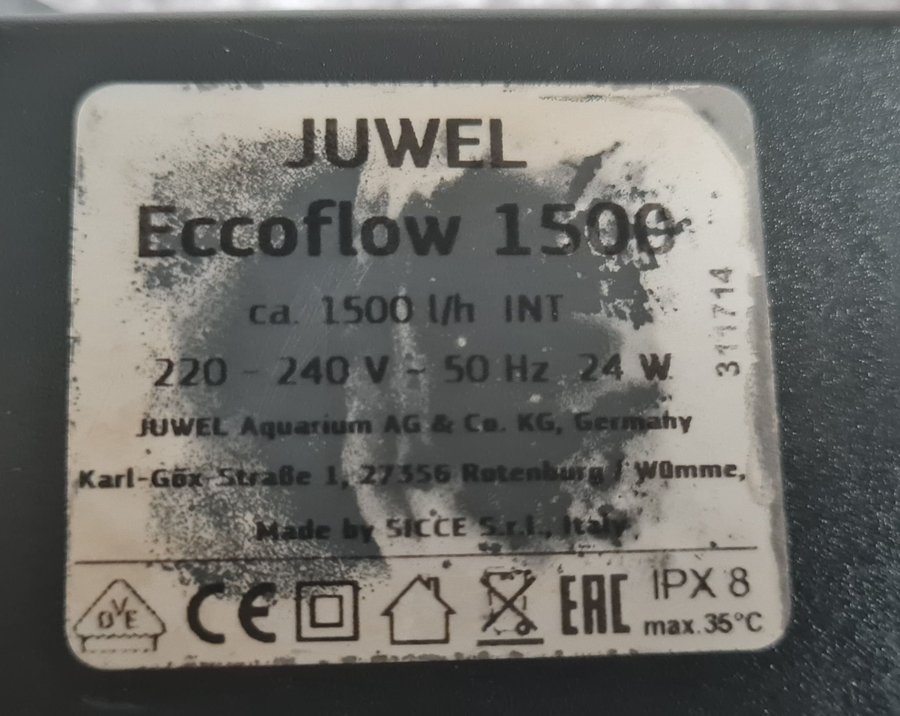 JUWEL
Eccoflow 1500
ca. 1500 l/h INT
220 - 240 V ~ 50 Hz 24 W
JUWEL Aquarium AG & Co. KG, Germany
Karl-Göx-Straße 1, 27356 Rotenburg / Wümme,
Made by SICCE S.r.l., Italy
311714
DVE
CE
EAC
IPX 8
max.35°C